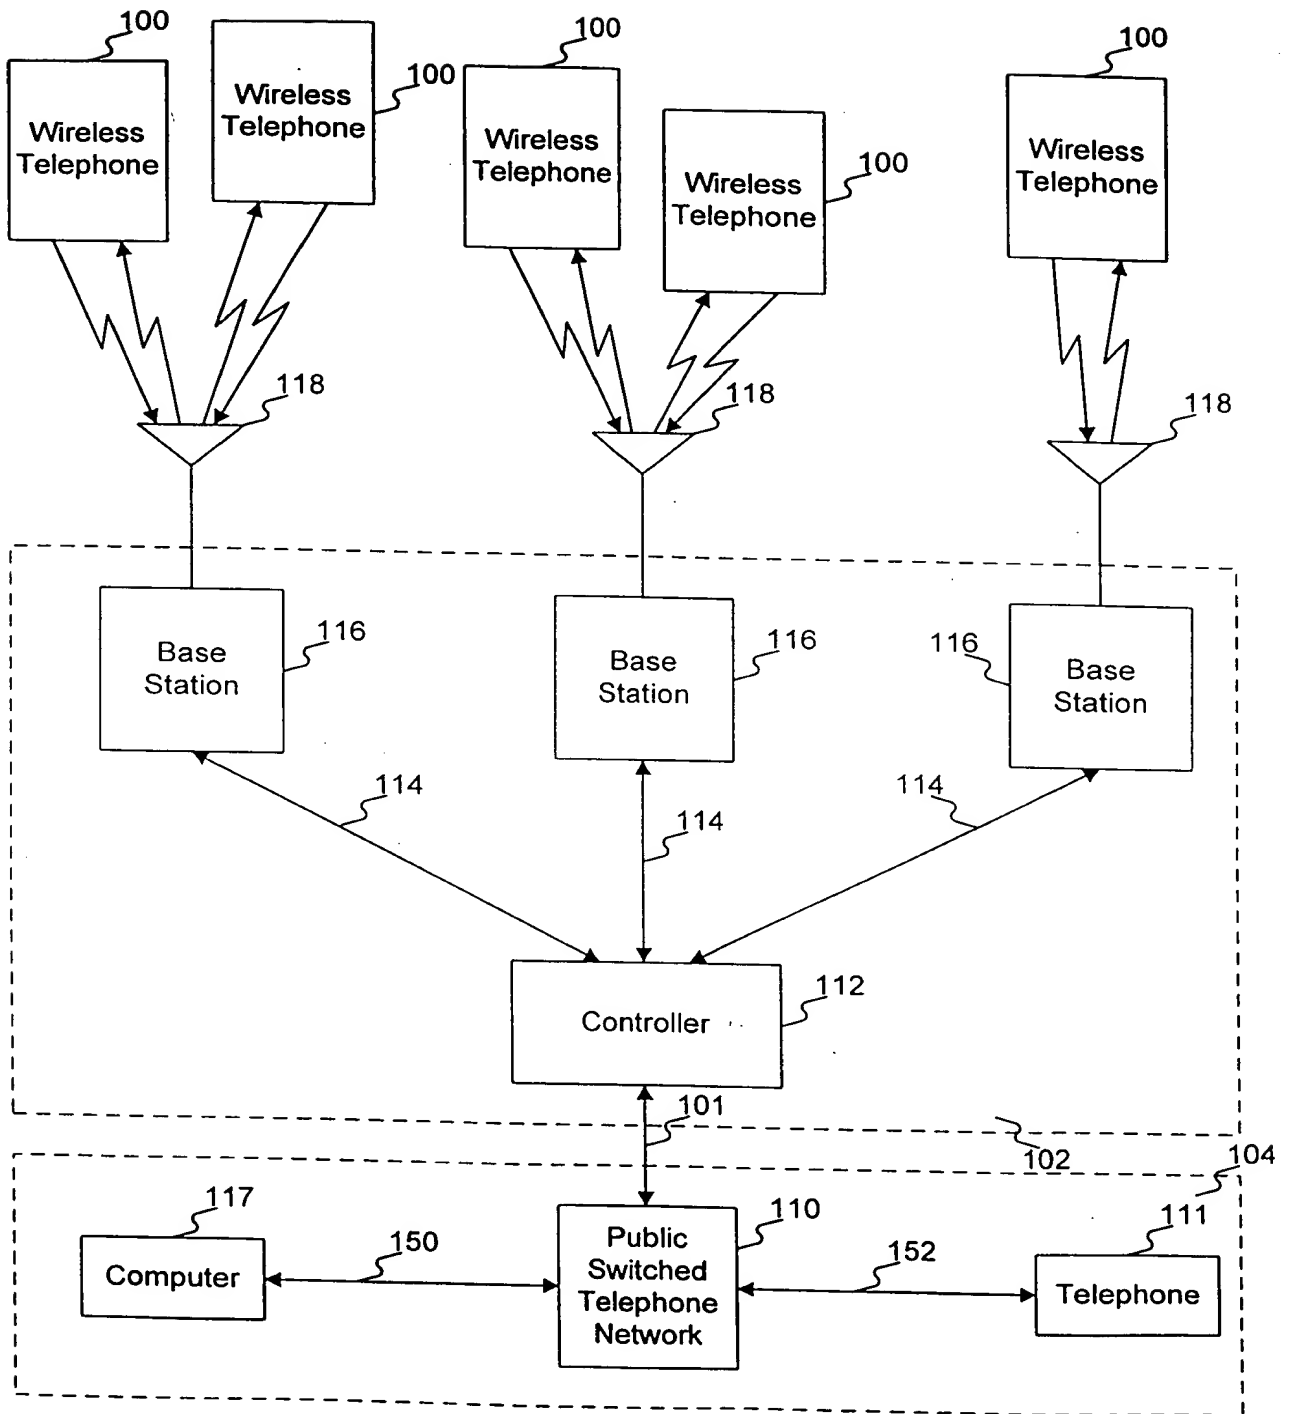 100
100
100
100
100
Wireless
Telephone
Wireless
Telephone
Wireless
Telephone
Wireless
Telephone
Wireless
Telephone
118
118
118
Base
Station
116
Base
Station
116
116
Base
Station
114
114
114
Controller
112
101
102
104
117
Computer
150
Public
Switched
Telephone
Network
110
152
111
Telephone